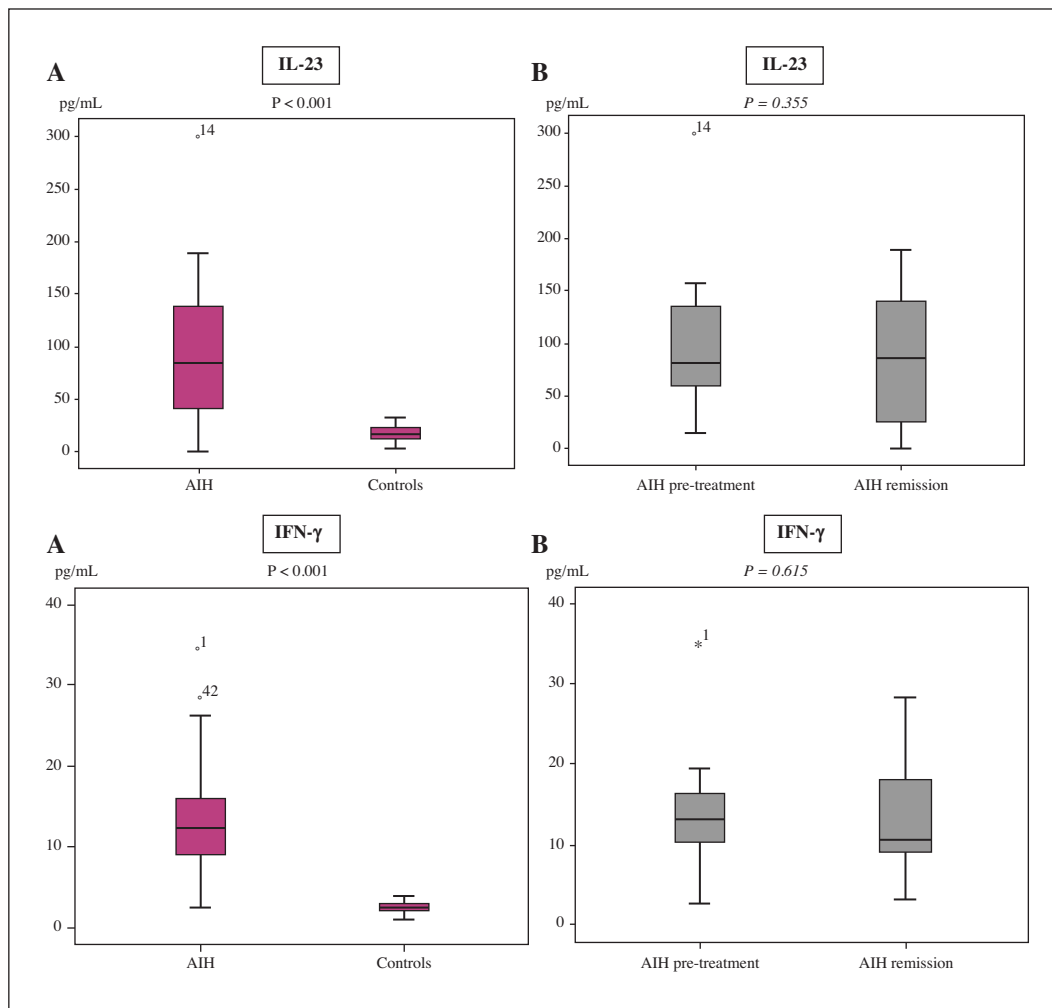 A
IL-23
pg/mL
P < 0.001
300
250
200
150
100
50
0
14
AIH
Controls
B
IL-23
pg/mL
P = 0.355
300
250
200
150
100
50
0
14
AIH pre-treatment
AIH remission
A
IFN-γ
pg/mL
P < 0.001
40
30
20
10
0
1
42
AIH
Controls
B
IFN-γ
pg/mL
P = 0.615
40
30
20
10
0
*1
AIH pre-treatment
AIH remission